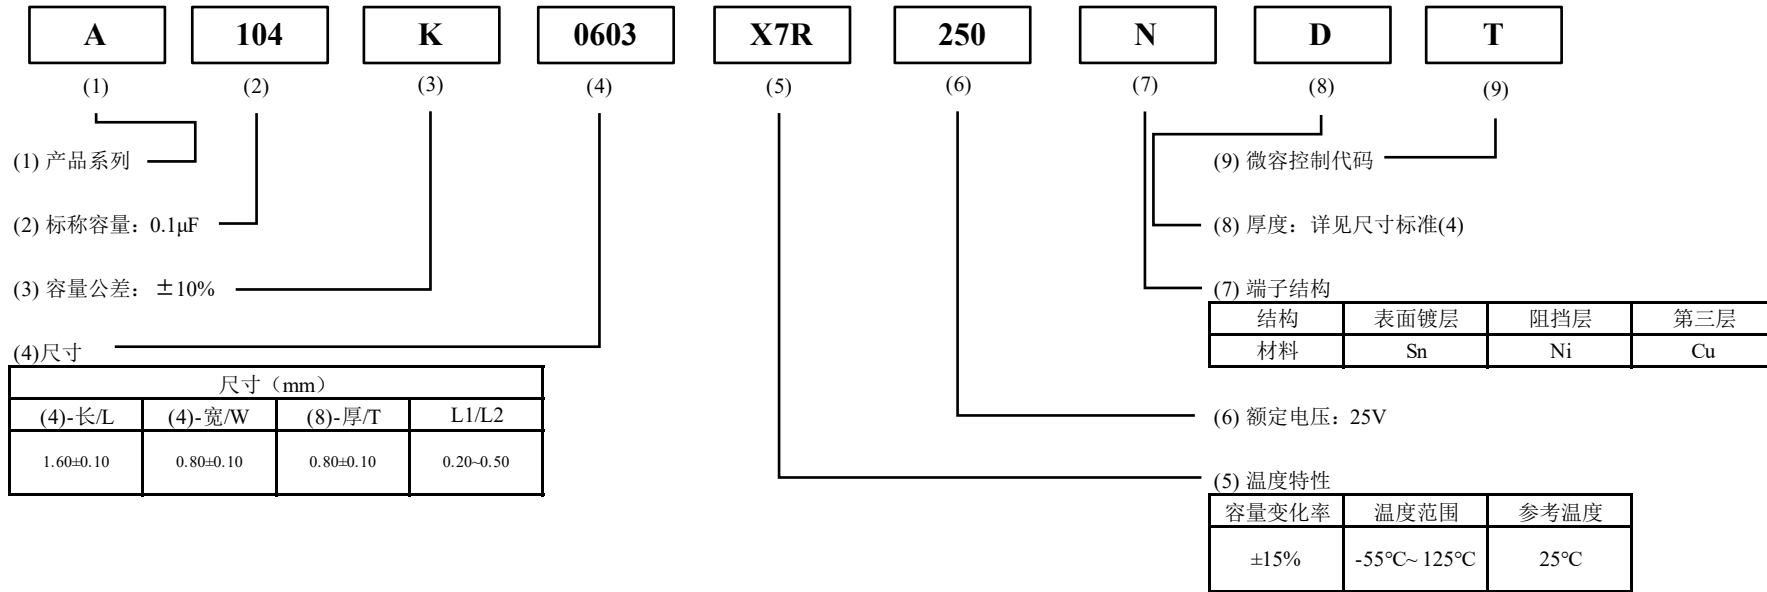 A 104 K 0603 X7R 250 N D T
(1) (2) (3) (4) (5) (6) (7) (8) (9)
(1) 产品系列
(9) 微容控制代码
(2) 标称容量：0.1μF
(8) 厚度：详见尺寸标准(4)
(3) 容量公差：±10%
(7) 端子结构
结构 表面镀层 阻挡层 第三层
材料 Sn Ni Cu
(4)尺寸
尺寸（mm）
(4)-长/L (4)-宽/W (8)-厚/T L1/L2
1.60±0.10 0.80±0.10 0.80±0.10 0.20~0.50
(6) 额定电压：25V
(5) 温度特性
容量变化率 温度范围 参考温度
±15% -55℃~ 125℃ 25℃